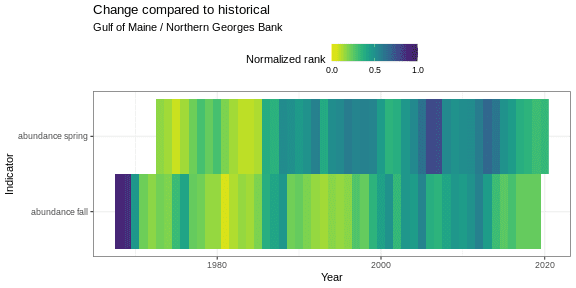 Change compared to historical
Gulf of Maine / Northern Georges Bank
Normalized rank
0.0 0.5 1.0
Indicator
abundance spring
abundance fall
1980 2000 2020
Year